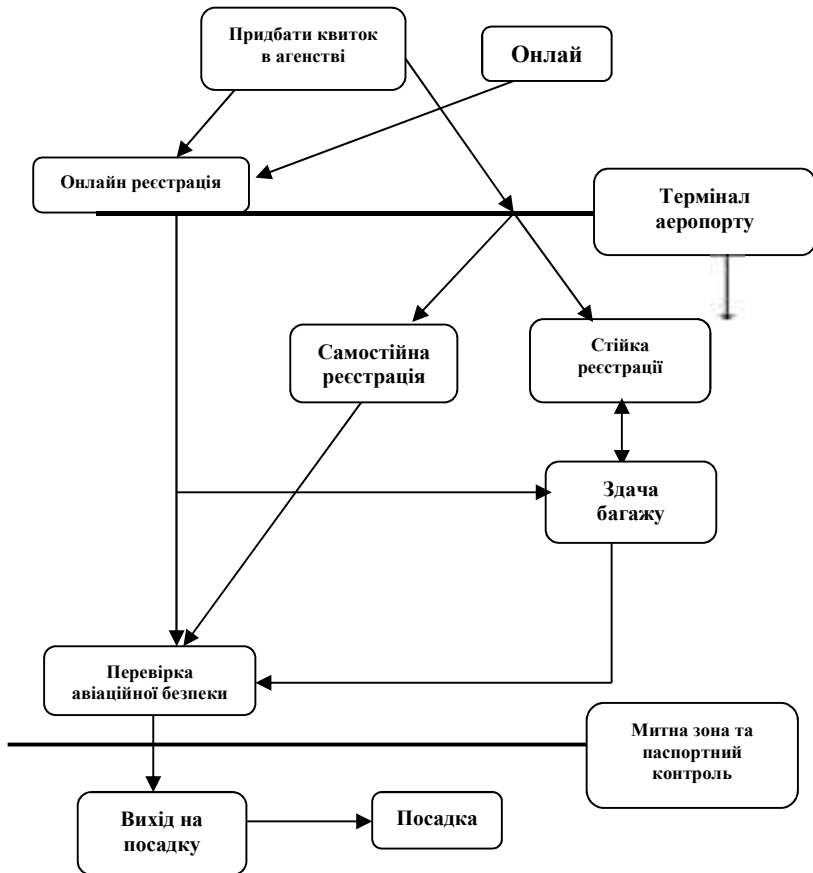 Придбати квиток
в агенстві
Онлай
Онлайн реєстрація
Термінал
аеропорту
Самостійна
реєстрація
Стійка
реєстрації
Здача
багажу
Перевірка
авіаційної безпеки
Митна зона та
паспортний
контроль
Вихід на
посадку
Посадка